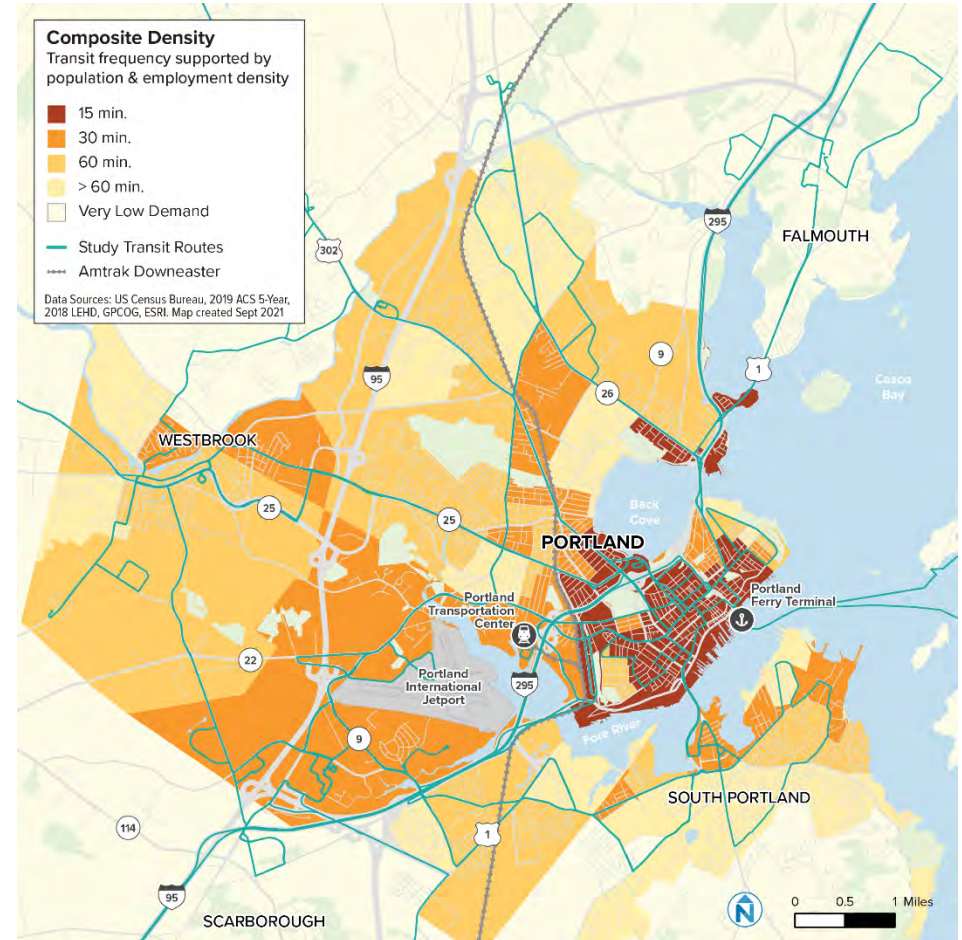 Composite Density
Transit frequency supported by
population & employment density
15 min.
30 min.
60 min.
> 60 min.
Very Low Demand
Study Transit Routes
Amtrak Downeaster
Data Sources: US Census Bureau, 2019 ACS 5-Year,
2018 LEHD, GPCOG, ESRI. Map created Sept 2021
302
295
FALMOUTH
9
1
95
26
Casco
Bay
WESTBROOK
25
25
Back
Cove
PORTLAND
Portland
Transportation
Center
Portland
Ferry Terminal
22
Portland
International
Jetport
295
9
Fore River
SOUTH PORTLAND
114
1
95
SCARBOROUGH
N
0 0.5 1 Miles